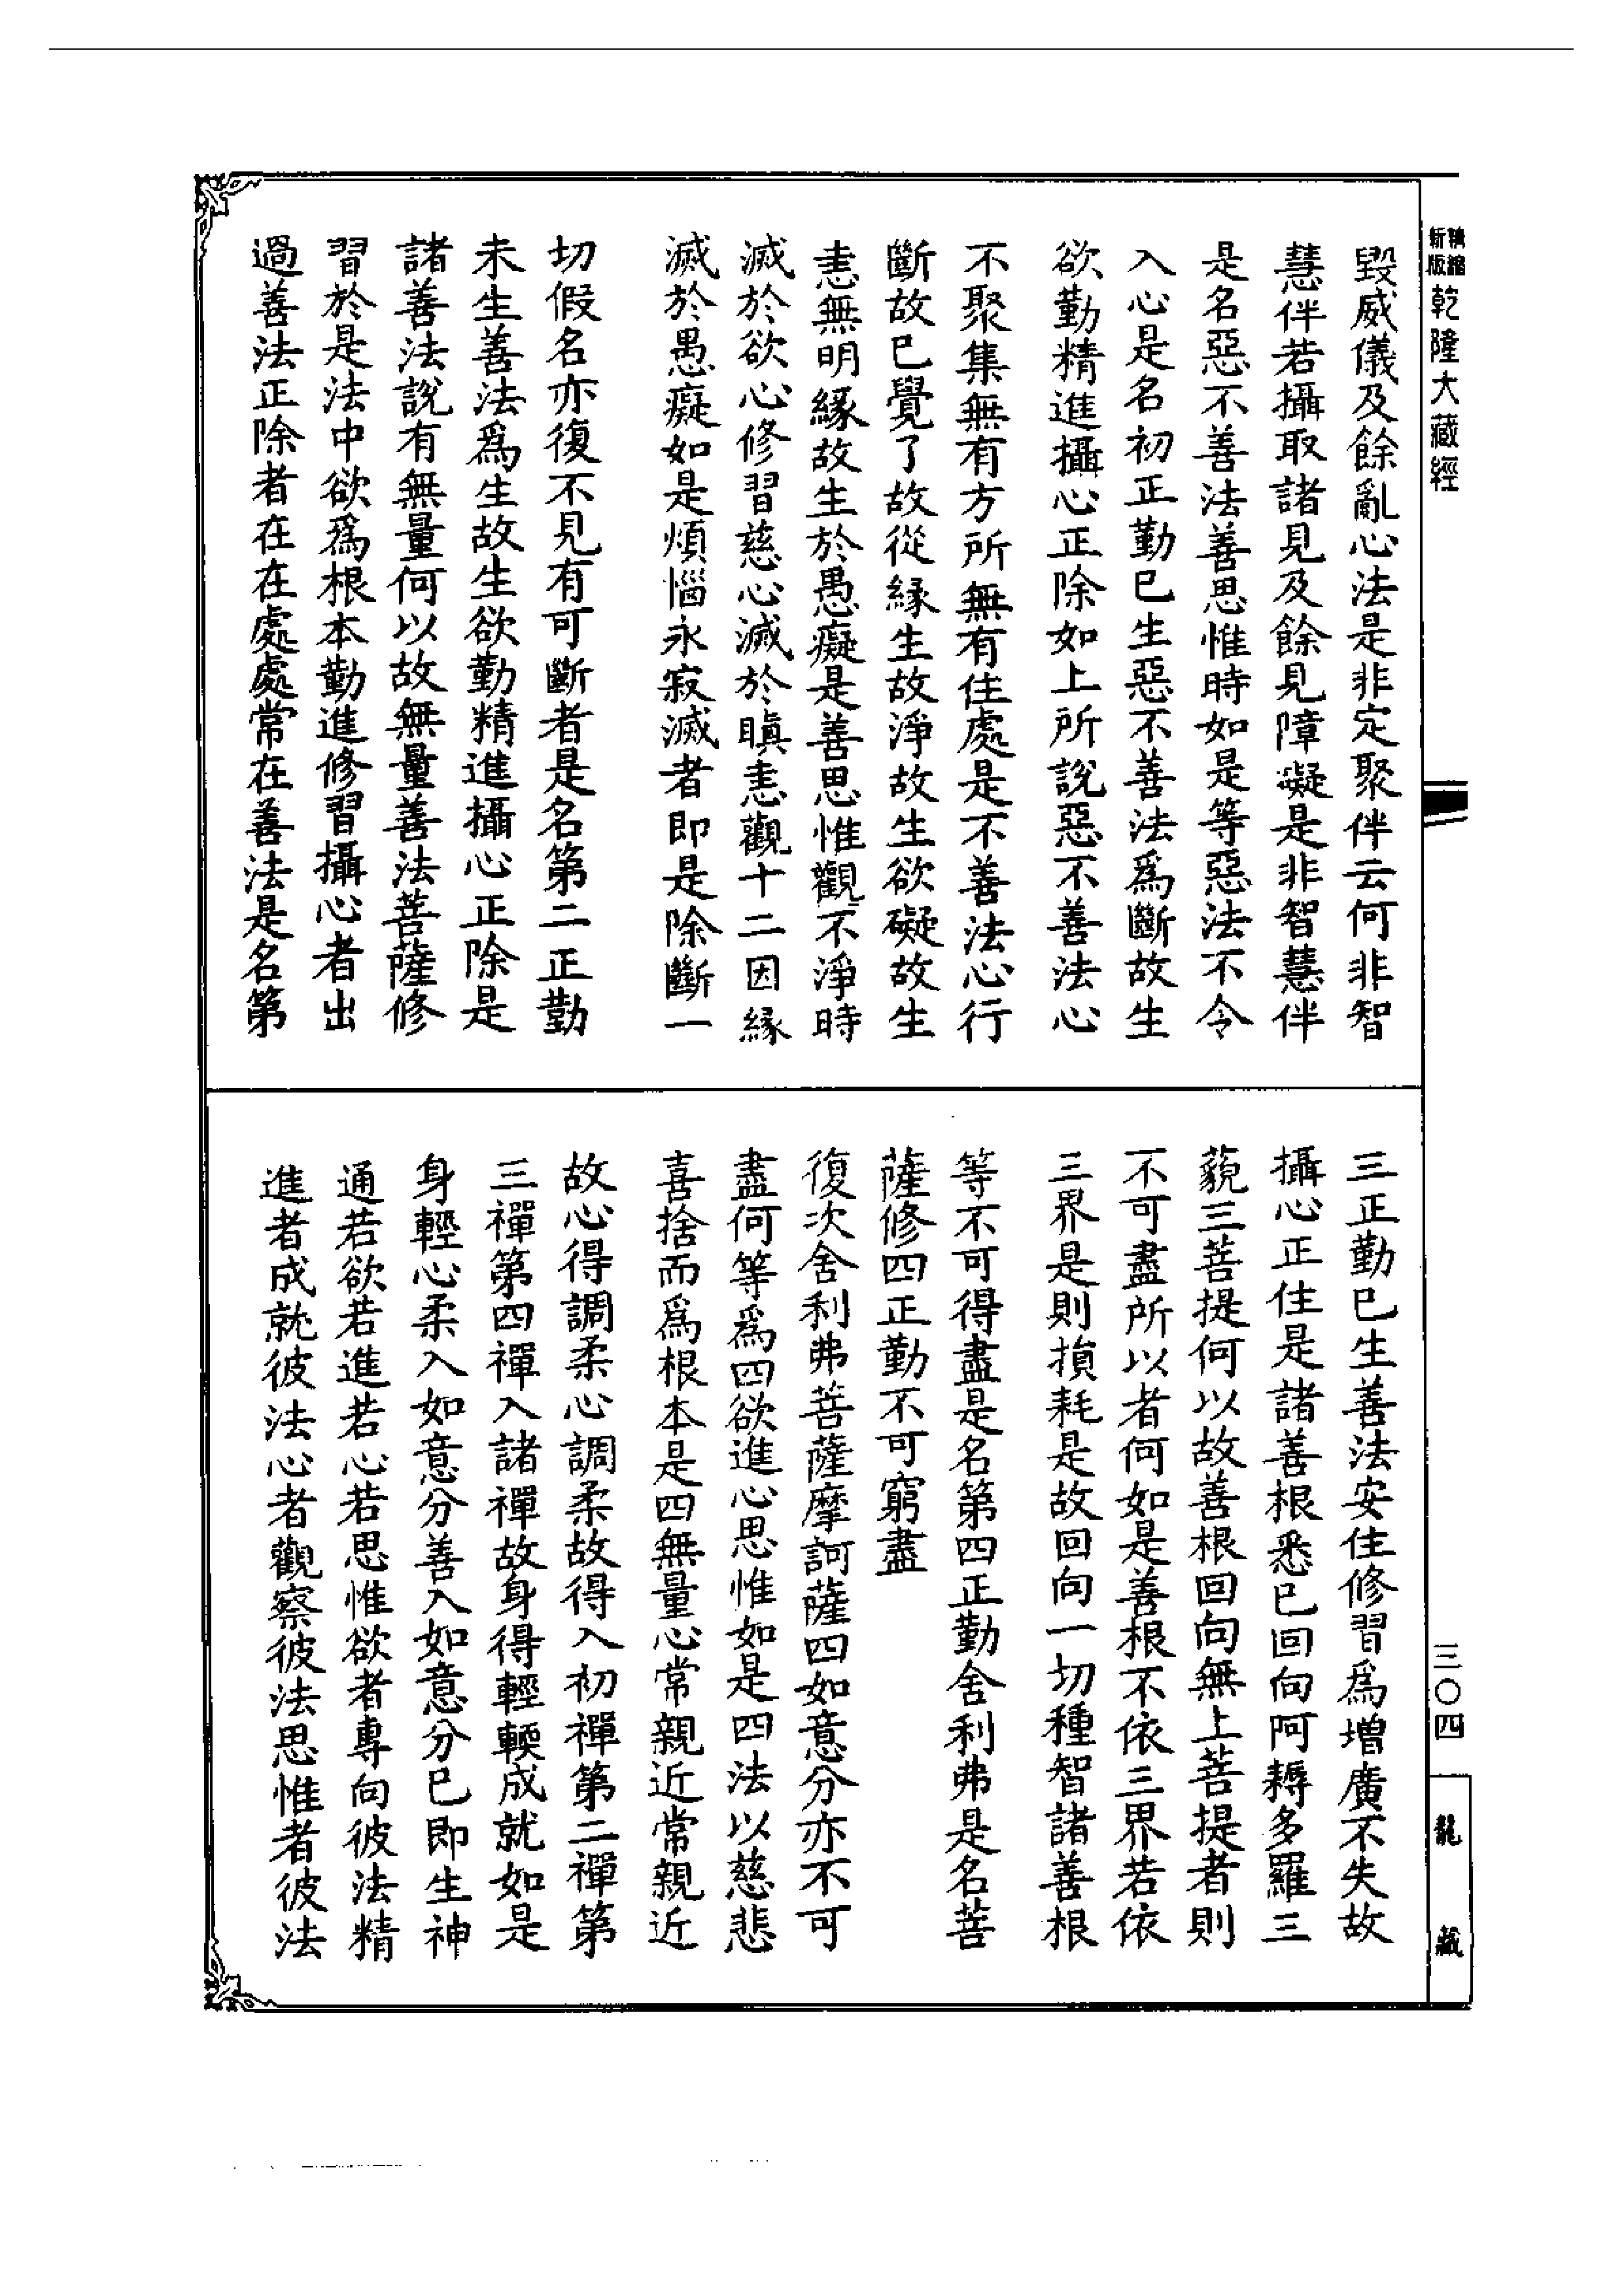 新版精縮乾隆大藏經
毀威儀及餘亂心法是非定聚伴云何非智
慧伴若攝取諸見及餘見障礙是非智慧伴
是名惡不善法善思惟時如是等惡法不令
入心是名初正勤已生惡不善法爲斷故生
欲勤精進攝心正除如上所說惡不善法心
不聚集無有方所無有住處是不善法心行
斷故已覺了故從緣生故淨故生欲礙故生
恚無明緣故生於愚癡是善思惟觀不淨時
滅於欲心修習慈心滅於瞋恚觀十二因緣
滅於愚癡如是煩惱永寂滅者即是除斷一
切假名亦復不見有可斷者是名第二正勤
未生善法爲生故生欲勤精進攝心正除是
諸善法說有無量何以故無量善法菩薩修
習於是法中欲爲根本勤進修習攝心者出
過善法正除者在在處處常在善法是名第
三正勤已生善法安住修習爲增廣不失故
攝心正住是諸善根悉已回向阿耨多羅三
藐三菩提何以故善根回向無上菩提者則
不可盡所以者何如是善根不依三界若依
三界是則損耗是故回向一切種智諸善根
等不可得盡是名第四正勤舍利弗是名菩
薩修四正勤不可窮盡
復次舍利弗菩薩摩訶薩四如意分亦不可
盡何等爲四欲進心思惟如是四法以慈悲
喜捨而爲根本是四無量心常親近常親近
故心得調柔心調柔故得入初禪第二禪第
三禪第四禪入諸禪故身得輕輭成就如是
身輕心柔入如意分善入如意分已即生神
通若欲若進若心若思惟欲者專向彼法精
進者成就彼法心者觀察彼法思惟者彼法
三〇四
龍藏